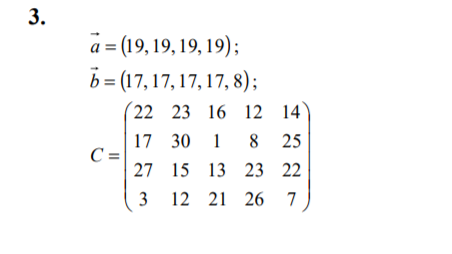 3.
a⃗ = (19, 19, 19, 19);
b⃗ = (17, 17, 17, 17, 8);
22 23 16 12 14
17 30 1 8 25
C =
27 15 13 23 22
3 12 21 26 7